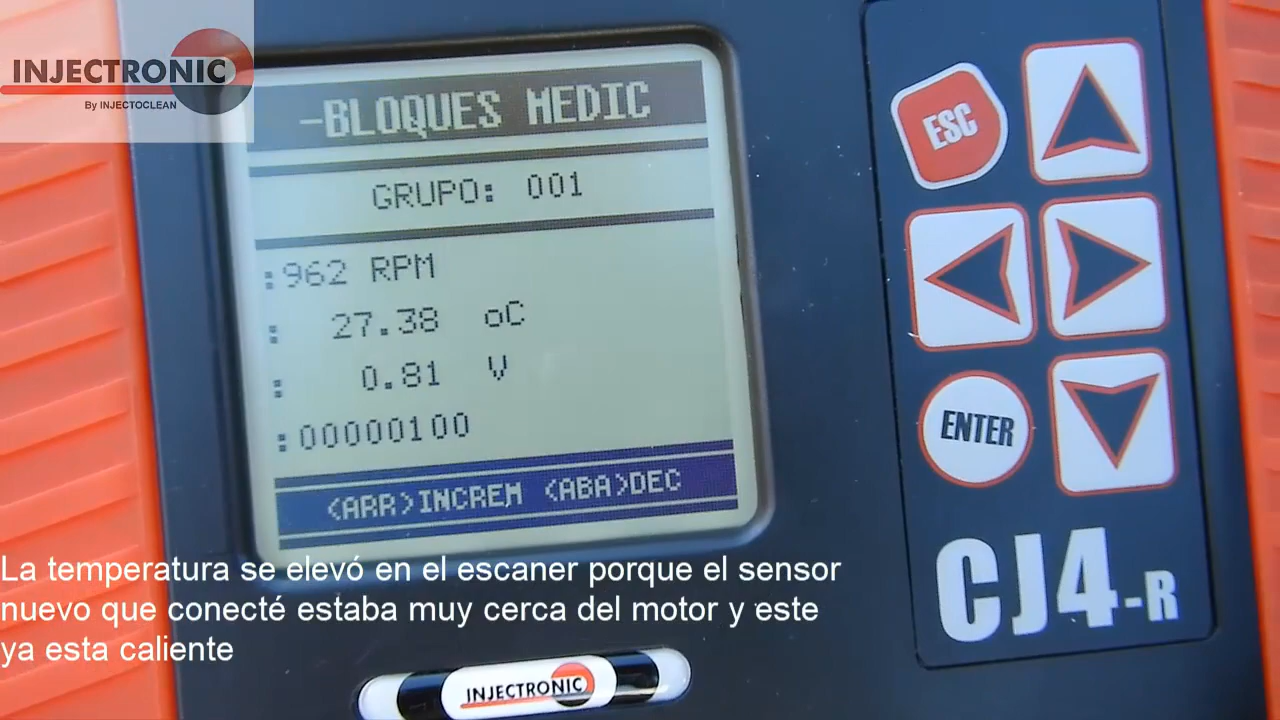 INJECTRONIC
By INJECTOCLEAN
-BLOQUES MEDIC
GRUPO: 001
:962 RPM
: 27.38 oC
: 0.81 V
:00000100
<ARR>INCREM <ABA>DEC
ESC
ENTER
CJ4-R
La temperatura se elevó en el escaner porque el sensor
nuevo que conecté estaba muy cerca del motor y este
ya esta caliente
INJECTRONIC